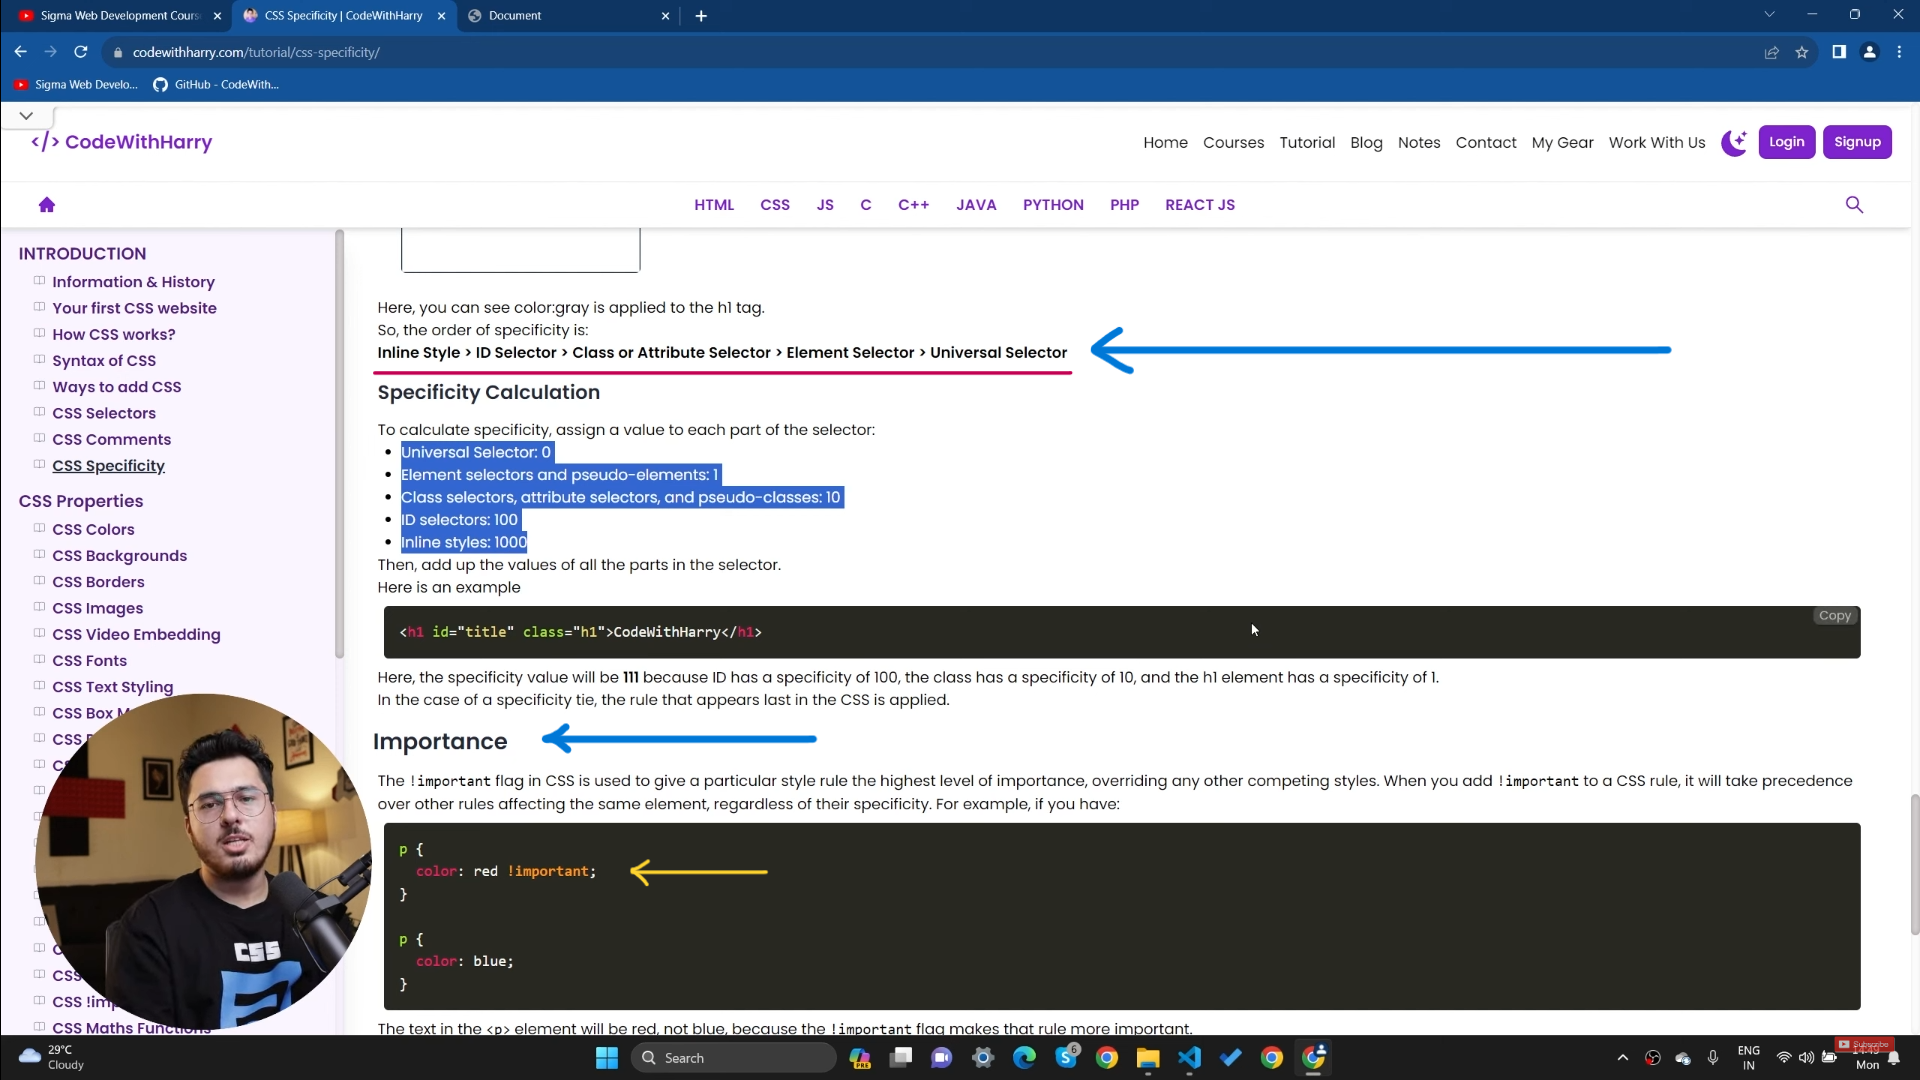 Sigma Web Development Cours
CSS Specificity | CodeWithHarry
Document
codewithharry.com/tutorial/css-specificity/
Sigma Web Develo...
GitHub - CodeWith...
</> CodeWithHarry
Home Courses Tutorial Blog Notes Contact My Gear Work With Us Login Signup
HTML CSS JS C C++ JAVA PYTHON PHP REACT JS
INTRODUCTION
Information & History
Your first CSS website
How CSS works?
Syntax of CSS
Ways to add CSS
CSS Selectors
CSS Comments
CSS Specificity
CSS Properties
CSS Colors
CSS Backgrounds
CSS Borders
CSS Images
CSS Video Embedding
CSS Fonts
CSS Text Styling
CSS Box M
CSS
CSS
CSS !imp
CSS Maths Functions
Here, you can see color:gray is applied to the h1 tag.
So, the order of specificity is:
Inline Style > ID Selector > Class or Attribute Selector > Element Selector > Universal Selector
Specificity Calculation
To calculate specificity, assign a value to each part of the selector:
Universal Selector: 0
Element selectors and pseudo-elements: 1
Class selectors, attribute selectors, and pseudo-classes: 10
ID selectors: 100
Inline styles: 1000
Then, add up the values of all the parts in the selector.
Here is an example
Copy
<h1 id="title" class="h1">CodeWithHarry</h1>
Here, the specificity value will be 111 because ID has a specificity of 100, the class has a specificity of 10, and the h1 element has a specificity of 1.
In the case of a specificity tie, the rule that appears last in the CSS is applied.
Importance
The !important flag in CSS is used to give a particular style rule the highest level of importance, overriding any other competing styles. When you add !important to a CSS rule, it will take precedence
over other rules affecting the same element, regardless of their specificity. For example, if you have:
p {
color: red !important;
}
p {
color: blue;
}
The text in the <p> element will be red, not blue, because the !important flag makes that rule more important.
CSS
29°C
Cloudy
Search
PRE
6
ENG
IN
Subscribe
Mon